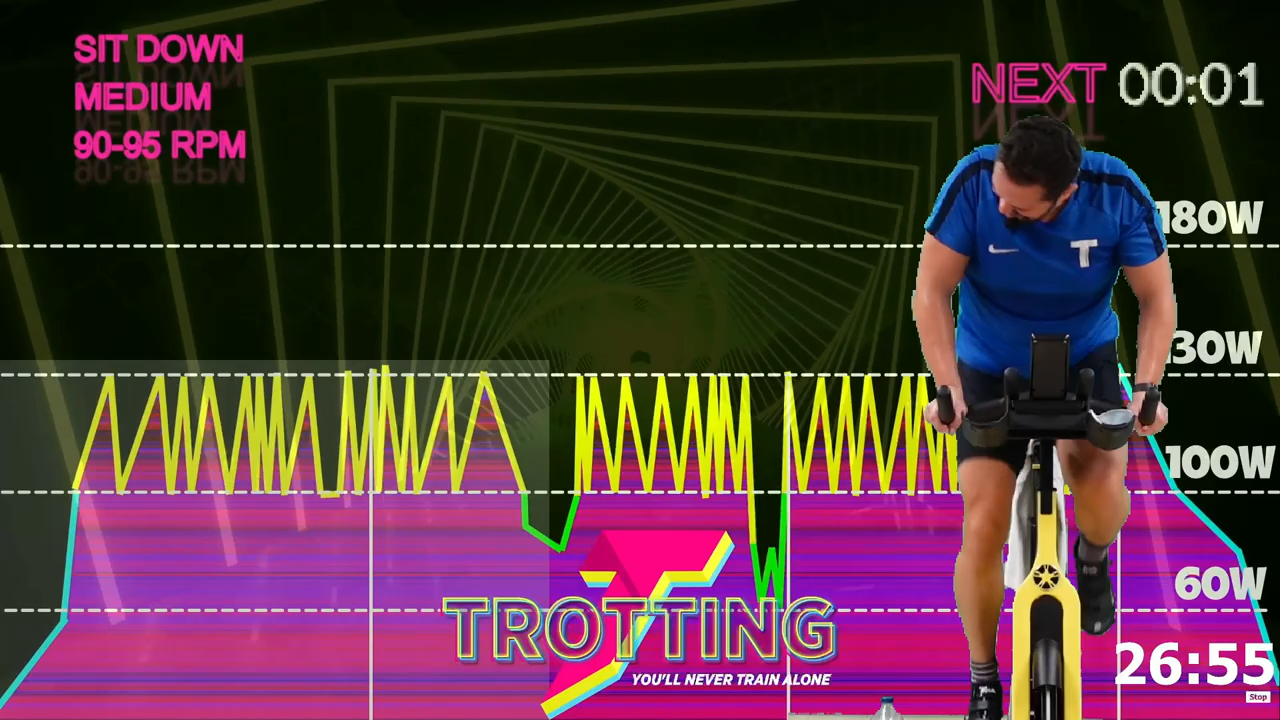 SIT DOWN
MEDIUM
90-95 RPM
NEXT 00:01
180W
130W
100W
60W
TROTTING
YOU'LL NEVER TRAIN ALONE
26:55
Stop
T